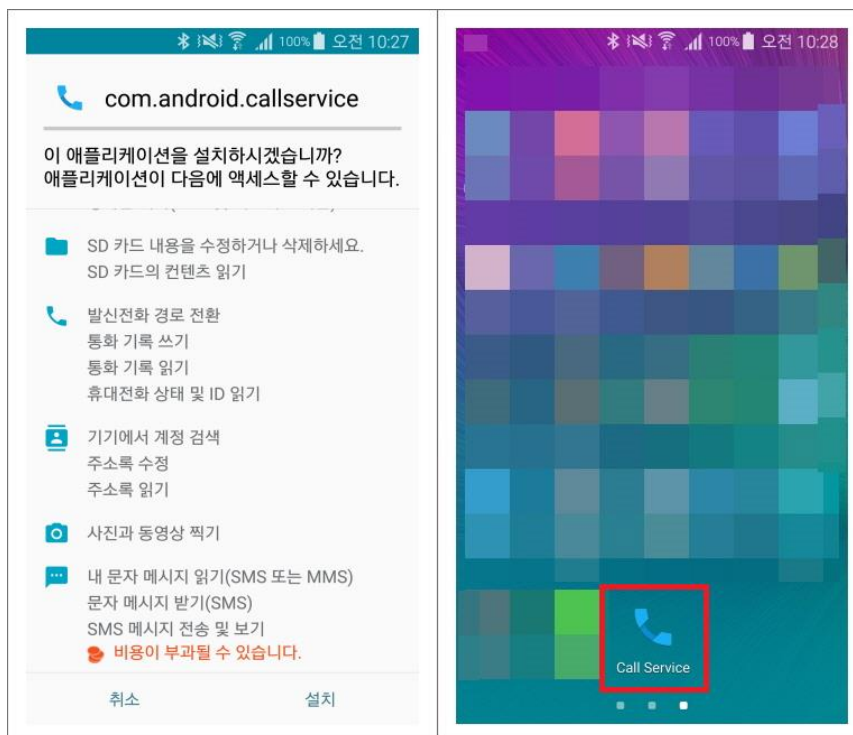 100% 오전 10:27
com.android.callservice
이 애플리케이션을 설치하시겠습니까?
애플리케이션이 다음에 액세스할 수 있습니다.
SD 카드 내용을 수정하거나 삭제하세요.
SD 카드의 컨텐츠 읽기
발신전화 경로 전환
통화 기록 쓰기
통화 기록 읽기
휴대전화 상태 및 ID 읽기
기기에서 계정 검색
주소록 수정
주소록 읽기
사진과 동영상 찍기
내 문자 메시지 읽기(SMS 또는 MMS)
문자 메시지 받기(SMS)
SMS 메시지 전송 및 보기
비용이 부과될 수 있습니다.
취소 설치
100% 오전 10:28
Call Service